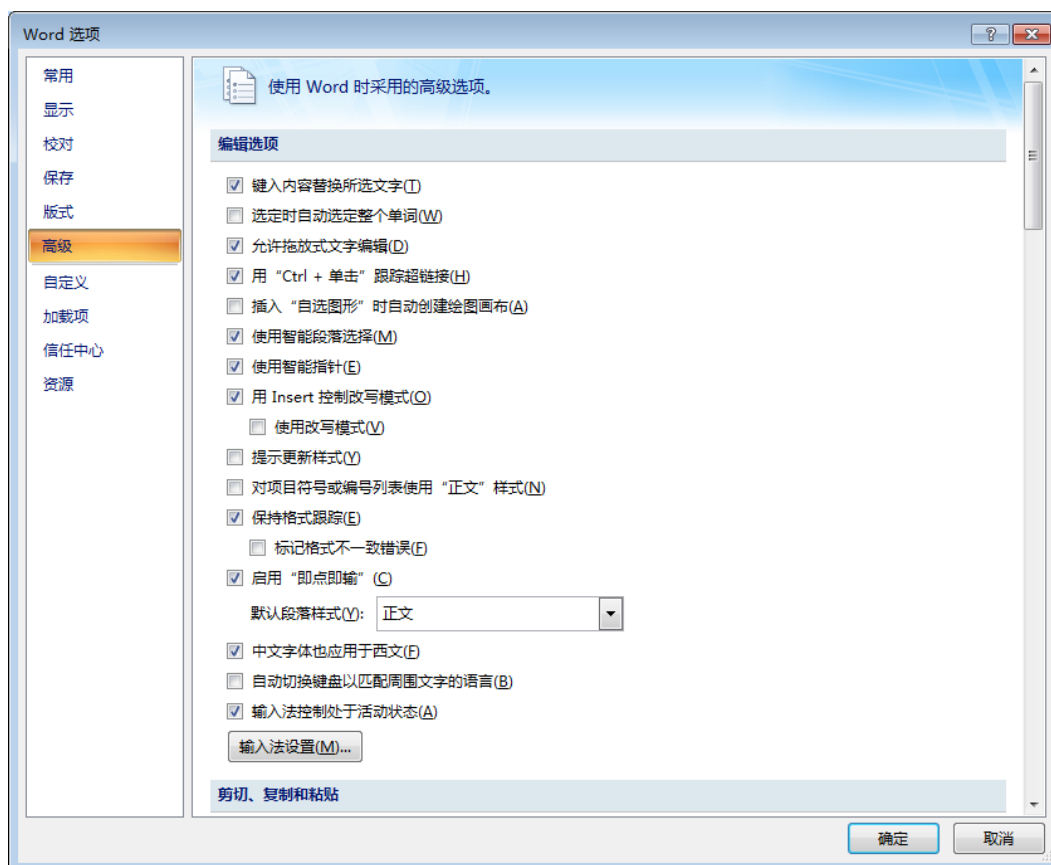 Word 选项
常用
显示
校对
保存
版式
高级
自定义
加载项
信任中心
资源
使用 Word 时采用的高级选项。
编辑选项
键入内容替换所选文字(T)
选定时自动选定整个单词(W)
允许拖放式文字编辑(D)
用“Ctrl + 单击”跟踪超链接(H)
插入“自选图形”时自动创建绘图画布(A)
使用智能段落选择(M)
使用智能指针(E)
用 Insert 控制改写模式(O)
使用改写模式(V)
提示更新样式(Y)
对项目符号或编号列表使用“正文”样式(N)
保持格式跟踪(E)
标记格式不一致错误(F)
启用“即点即输”(C)
默认段落样式(Y): 正文
中文字体也应用于西文(F)
自动切换键盘以匹配周围文字的语言(B)
输入法控制处于活动状态(A)
输入法设置(M)...
剪切、复制和粘贴
确定 取消